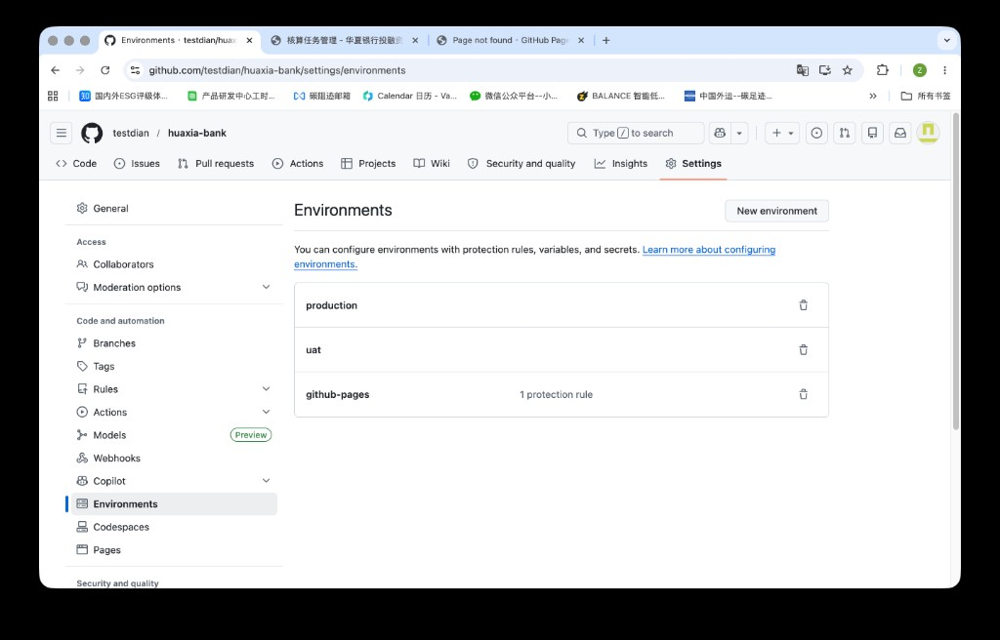 Environments · testdian/huax
核算任务管理 - 华夏银行投融资
Page not found · GitHub Page
github.com/testdian/huaxia-bank/settings/environments
Z
国内外ESG评级体...
产品研发中心工时...
碳阻迹邮箱
Calendar 日历 - Va...
微信公众平台--小...
BALANCE 智能低...
中国外运--碳足迹...
所有书签
testdian / huaxia-bank
Type / to search
Code
Issues
Pull requests
Actions
Projects
Wiki
Security and quality
Insights
Settings
General
Access
Collaborators
Moderation options
Code and automation
Branches
Tags
Rules
Actions
Models
Preview
Webhooks
Copilot
Environments
Codespaces
Pages
Security and quality
Environments
New environment
You can configure environments with protection rules, variables, and secrets. Learn more about configuring
environments.
production
uat
github-pages
1 protection rule